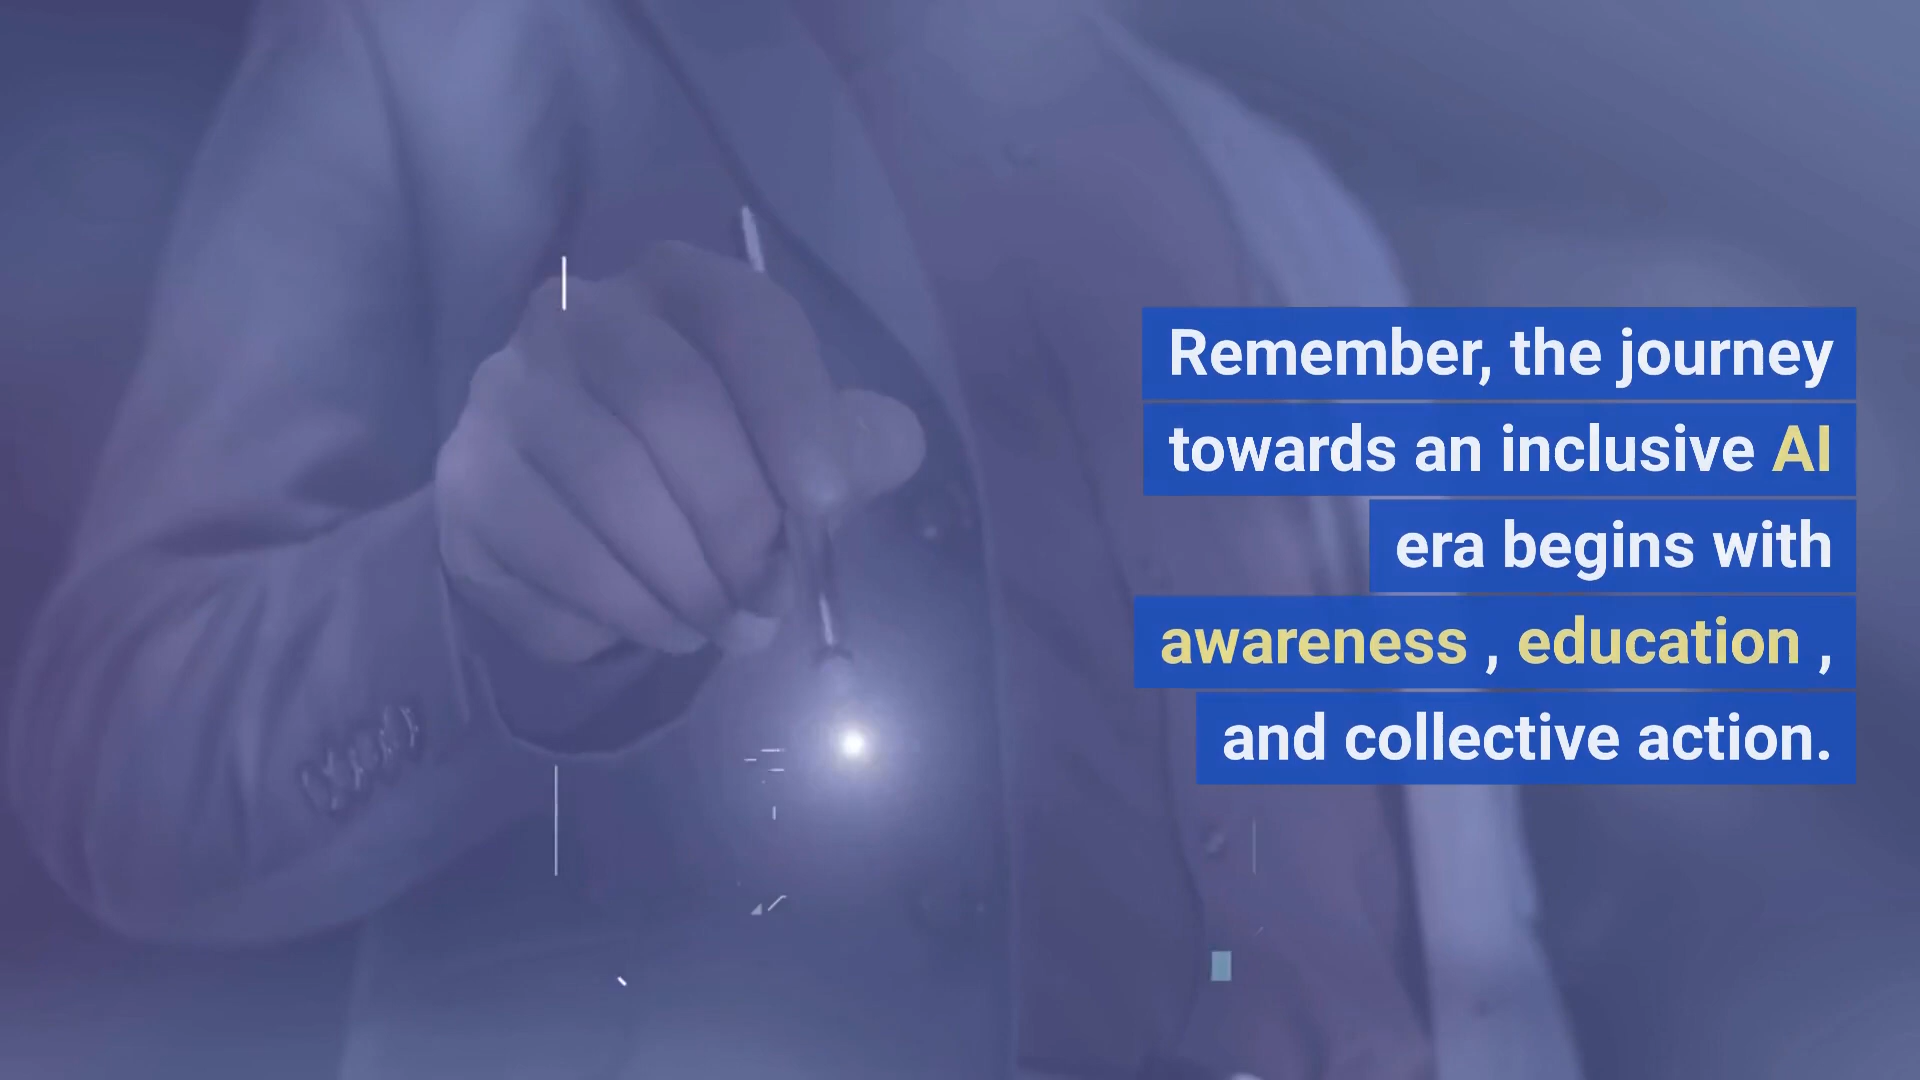 Remember, the journey
towards an inclusive AI
era begins with
awareness , education ,
and collective action.